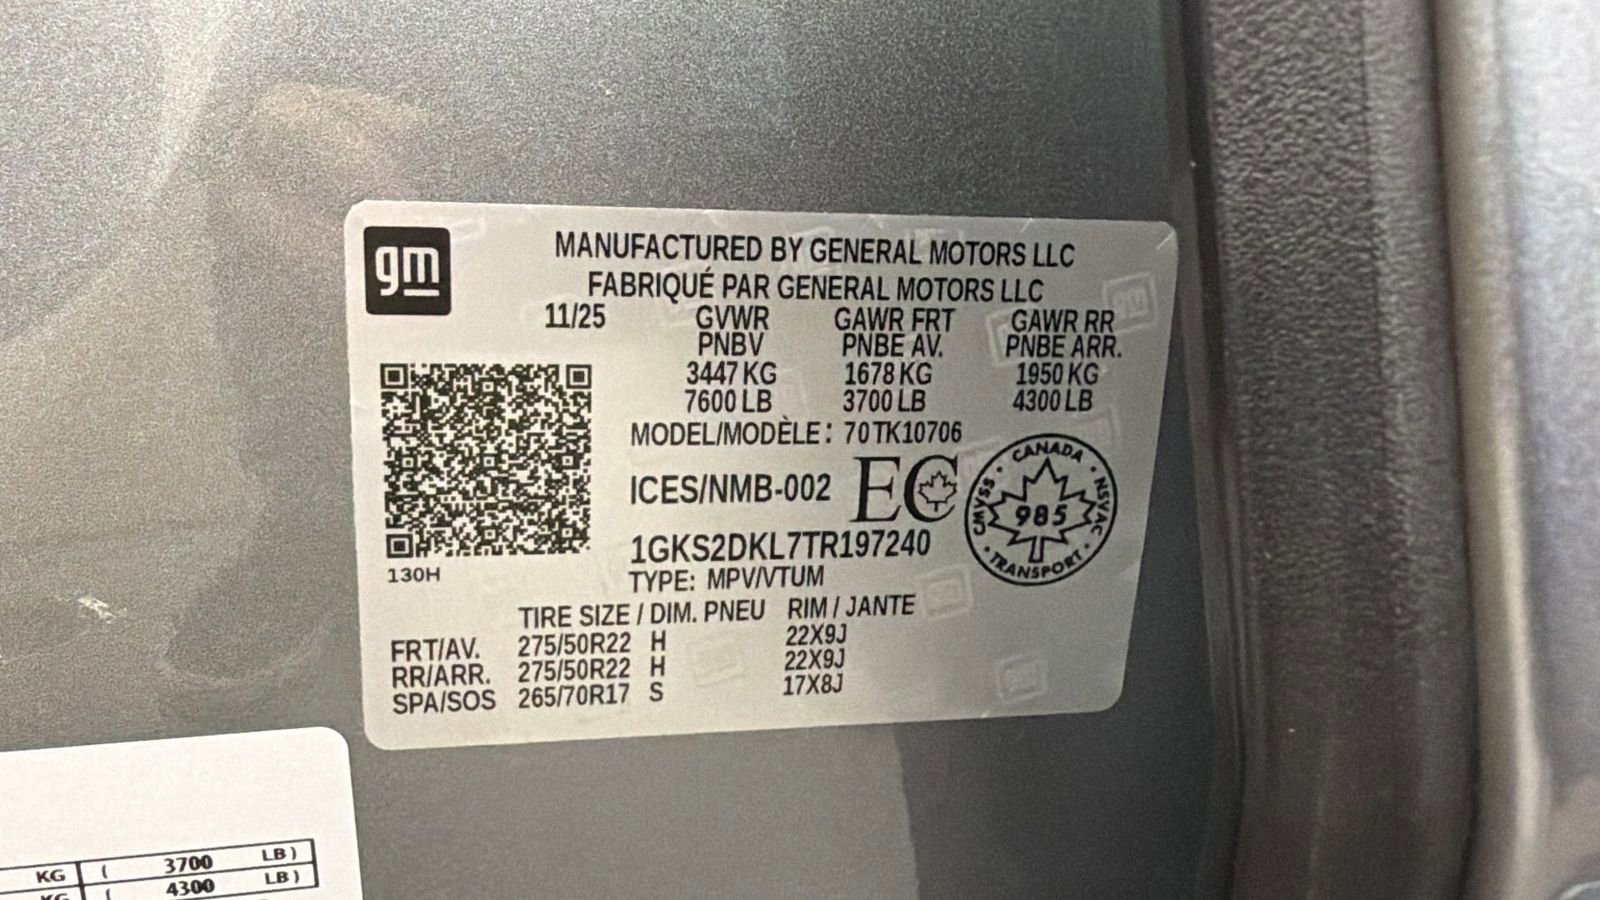 gm
MANUFACTURED BY GENERAL MOTORS LLC
FABRIQUÉ PAR GENERAL MOTORS LLC
11/25 GVWR GAWR FRT GAWR RR
PNBV PNBE AV. PNBE ARR.
3447 KG 1678 KG 1950 KG
7600 LB 3700 LB 4300 LB
MODEL/MODÈLE: 70TK10706
ICES/NMB-002 EC
CANADA
CMVSS 985 NSVAC
TRANSPORT
1GKS2DKL7TR197240
130H
TYPE: MPV/VTUM
TIRE SIZE / DIM. PNEU RIM / JANTE
FRT/AV. 275/50R22 H 22X9J
RR/ARR. 275/50R22 H 22X9J
SPA/SOS 265/70R17 S 17X8J
KG ( 3700 LB)
KG ( 4300 LB)